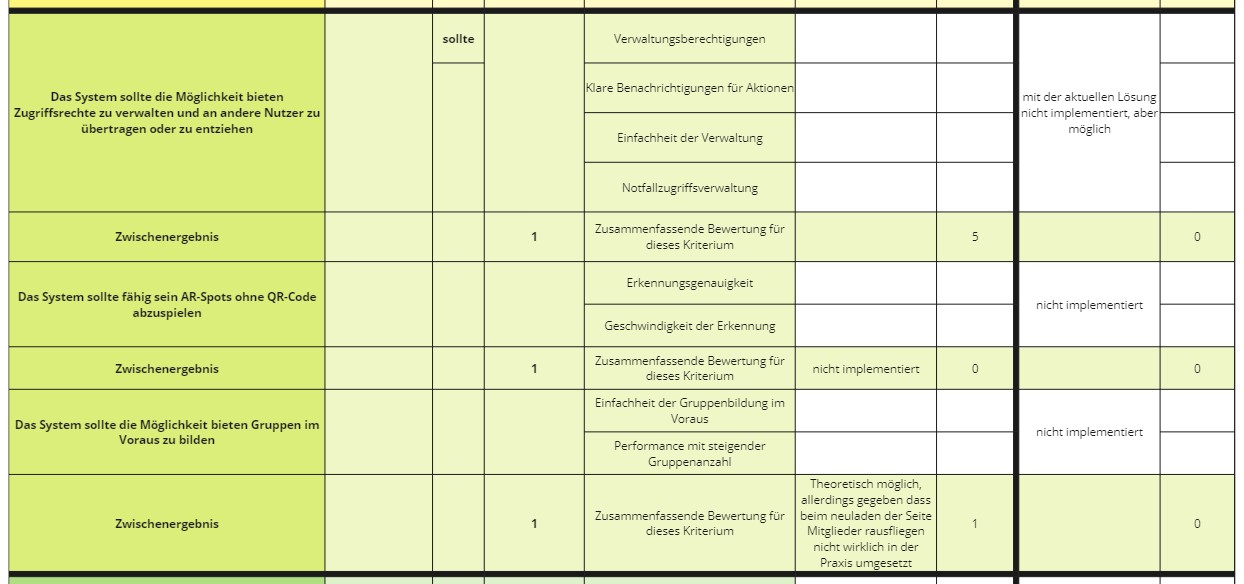 sollte
Verwaltungsberechtigungen
Klare Benachrichtigungen für Aktionen
Das System sollte die Möglichkeit bieten
Zugriffsrechte zu verwalten und an andere Nutzer zu
übertragen oder zu entziehen
mit der aktuellen Lösung
nicht implementiert, aber
möglich
Einfachheit der Verwaltung
Notfallzugriffsverwaltung
Zwischenergebnis
1
Zusammenfassende Bewertung für
dieses Kriterium
5
0
Das System sollte fähig sein AR-Spots ohne QR-Code
abzuspielen
Erkennungsgenauigkeit
Geschwindigkeit der Erkennung
nicht implementiert
Zwischenergebnis
1
Zusammenfassende Bewertung für
dieses Kriterium
nicht implementiert
0
0
Das System sollte die Möglichkeit bieten Gruppen im
Voraus zu bilden
Einfachheit der Gruppenbildung im
Voraus
Performance mit steigender
Gruppenanzahl
nicht implementiert
Zwischenergebnis
1
Zusammenfassende Bewertung für
dieses Kriterium
Theoretisch möglich,
allerdings gegeben dass
beim neuladen der Seite
Mitglieder rausfliegen
nicht wirklich in der
Praxis umgesetzt
1
0